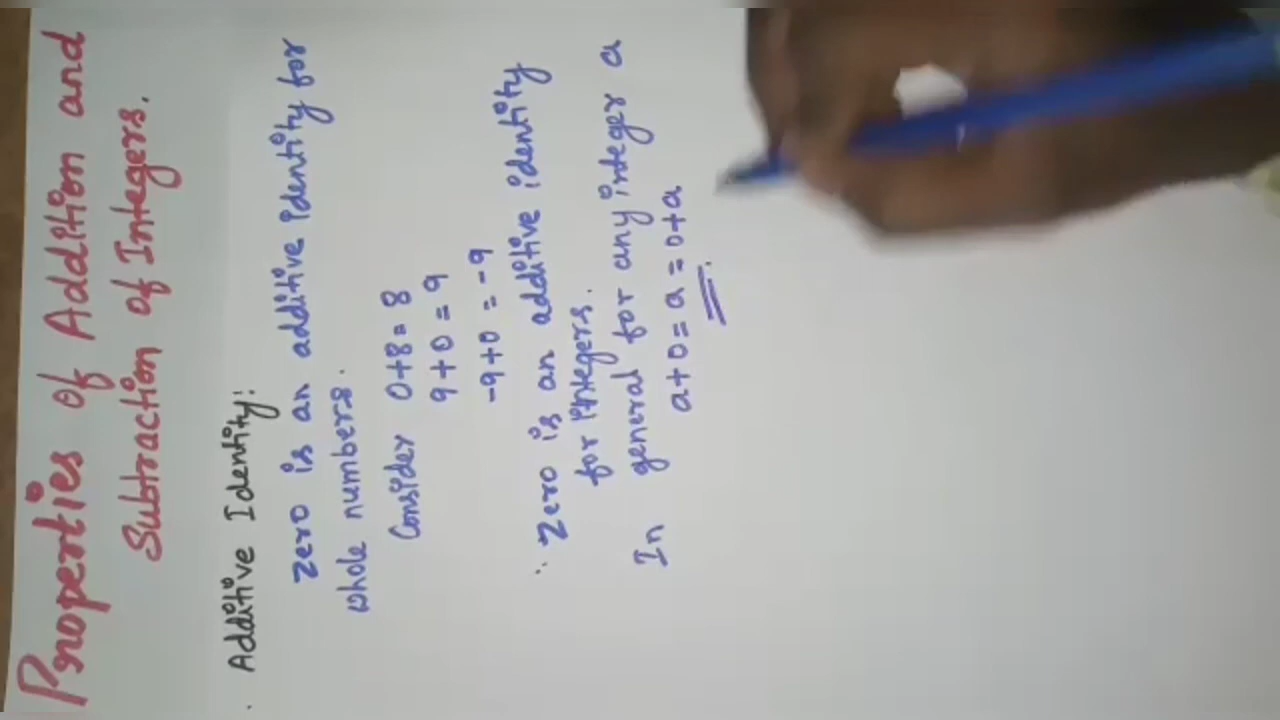 Properties of Addition and
Subtraction of Integers.
. Additive Identity:
Zero is an additive identity for
whole numbers.
Consider 0+8=8
9+0=9
-9+0 = -9
∴ Zero is an additive identity
for integers.
In general for any integer a
a+0=a=0+a